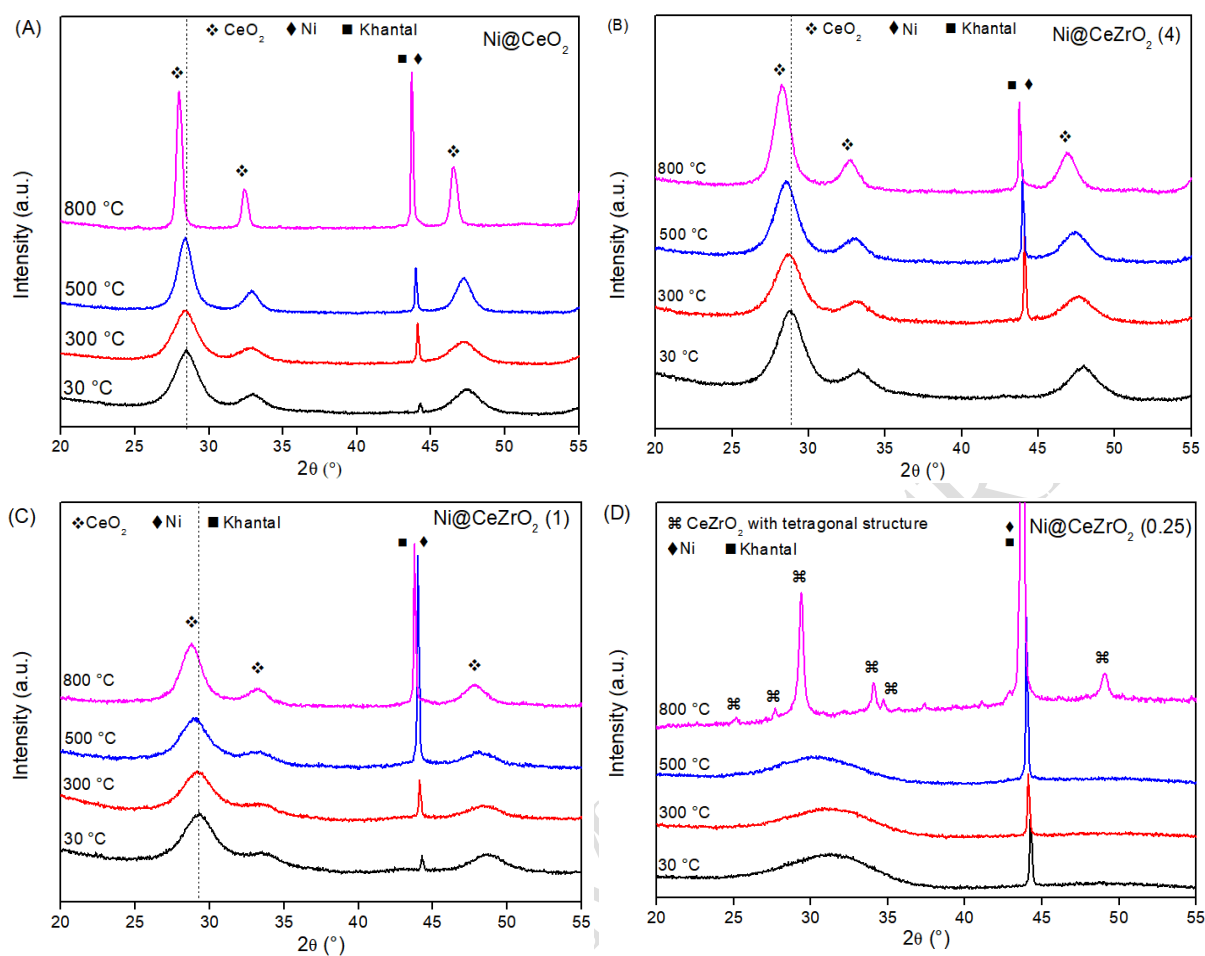 (A)
❖ CeO₂ ♦ Ni ■ Khantal
Ni@CeO₂
800 °C
500 °C
300 °C
30 °C
Intensity (a.u.)
20 25 30 35 40 45 50 55
2θ (°)
(B)
❖ CeO₂ ♦ Ni ■ Khantal
Ni@CeZrO₂ (4)
800 °C
500 °C
300 °C
30 °C
Intensity (a.u.)
20 25 30 35 40 45 50 55
2θ (°)
(C)
❖CeO₂ ♦ Ni ■ Khantal
Ni@CeZrO₂ (1)
800 °C
500 °C
300 °C
30 °C
Intensity (a.u.)
20 25 30 35 40 45 50 55
2θ (°)
(D)
⌘ CeZrO₂ with tetragonal structure
♦Ni ■ Khantal
Ni@CeZrO₂ (0.25)
800 °C
500 °C
300 °C
30 °C
Intensity (a.u.)
20 25 30 35 40 45 50 55
2θ (°)